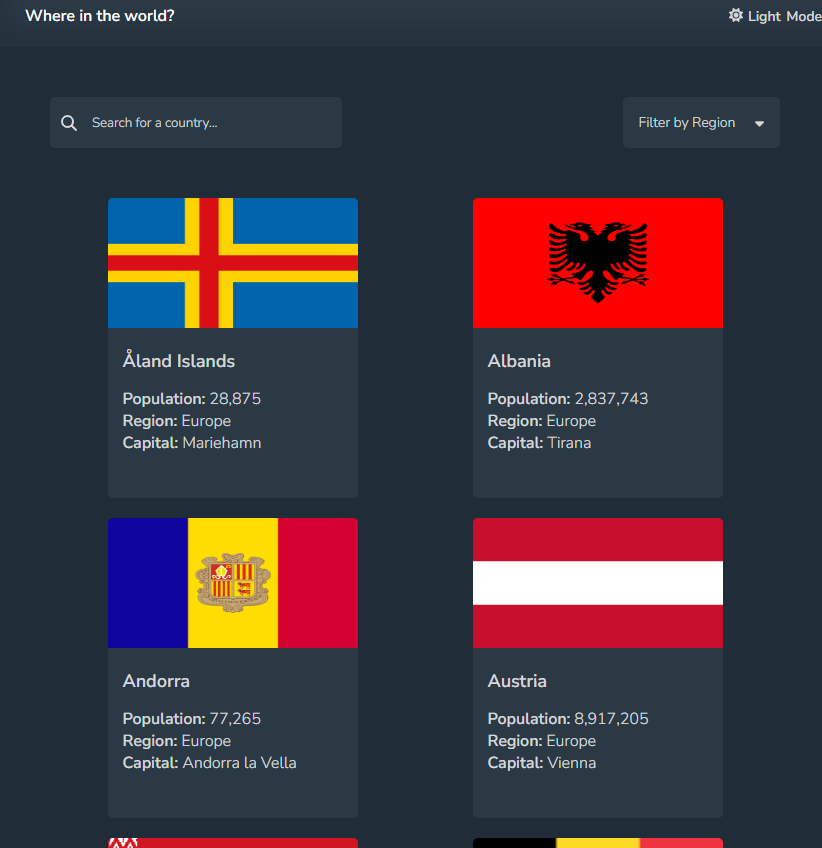 Where in the world?
Light Mode
Search for a country...
Filter by Region
Åland Islands
Population: 28,875
Region: Europe
Capital: Mariehamn
Albania
Population: 2,837,743
Region: Europe
Capital: Tirana
Andorra
Population: 77,265
Region: Europe
Capital: Andorra la Vella
Austria
Population: 8,917,205
Region: Europe
Capital: Vienna